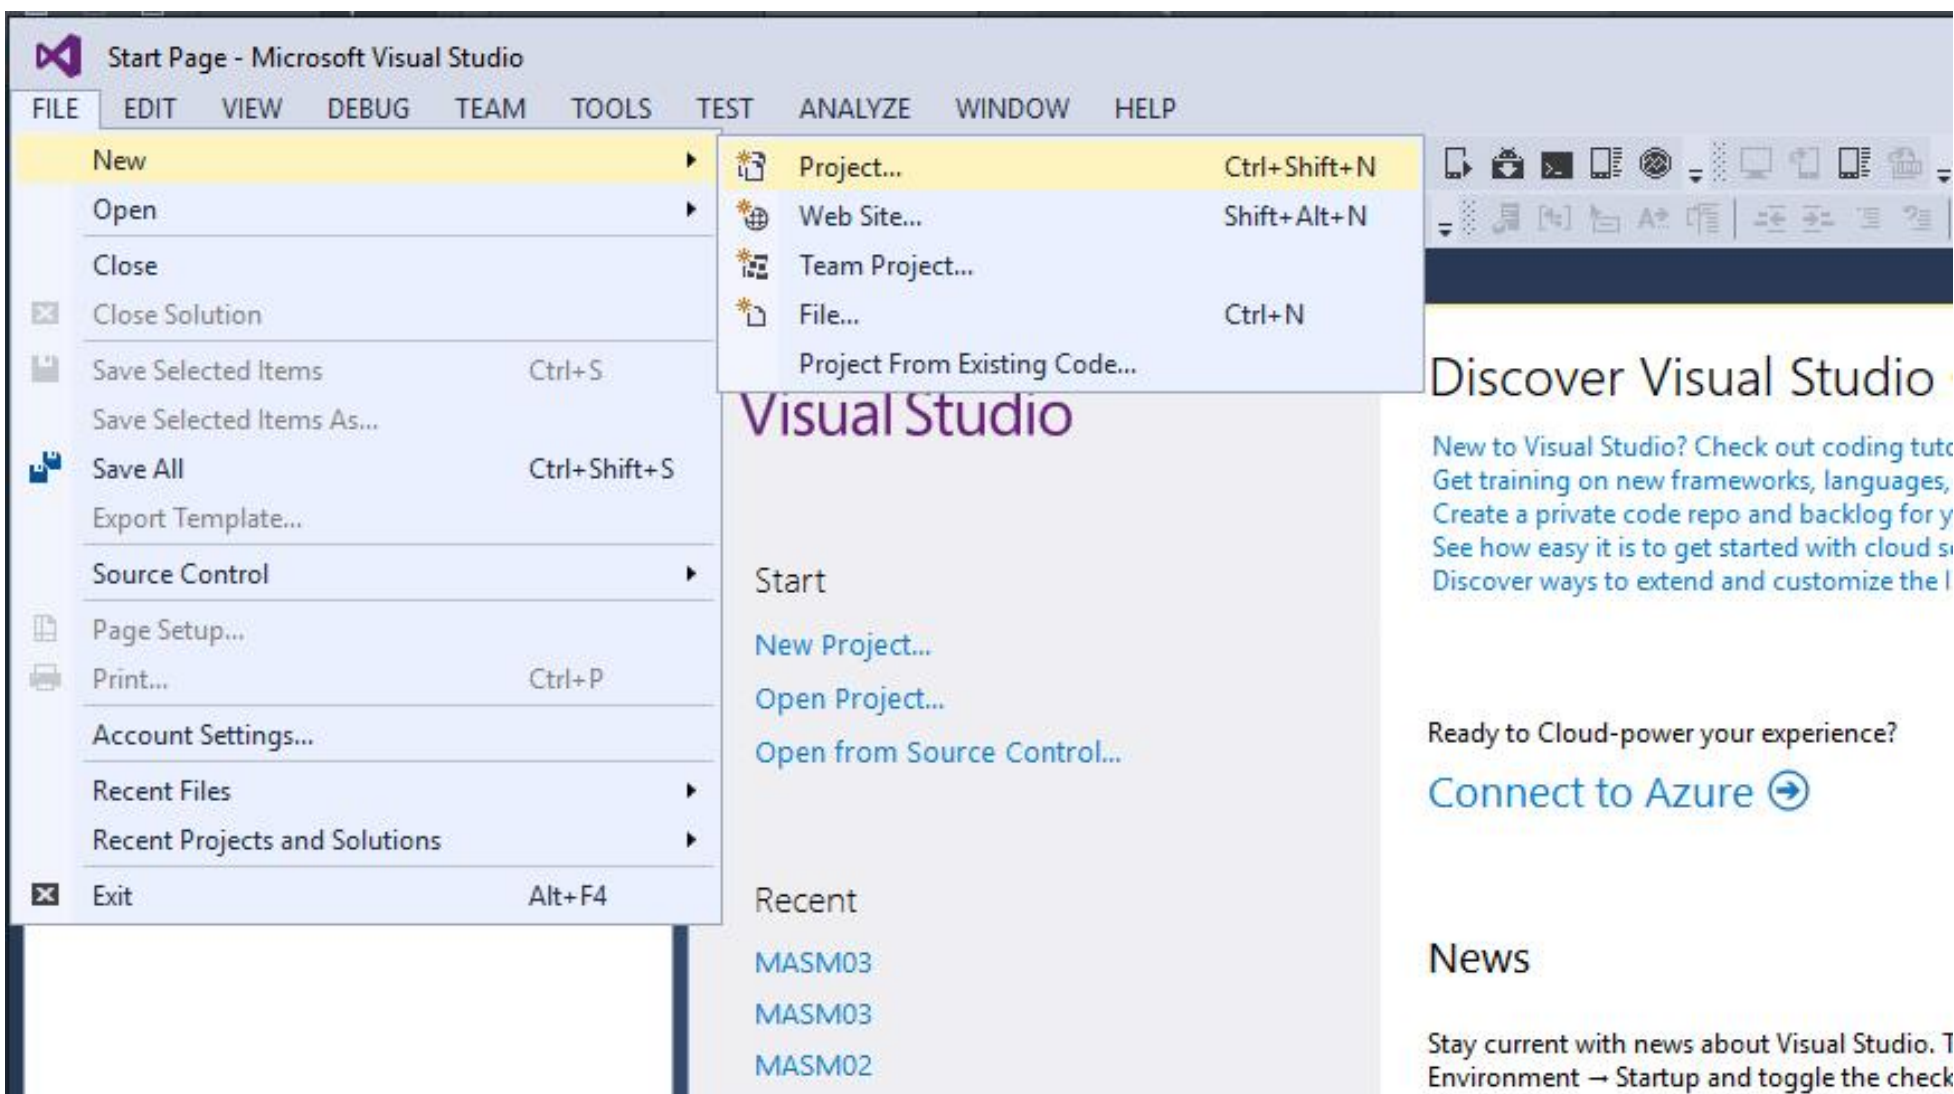 Start Page - Microsoft Visual Studio
FILE EDIT VIEW DEBUG TEAM TOOLS TEST ANALYZE WINDOW HELP
New
Open
Close
Close Solution
Save Selected Items Ctrl+S
Save Selected Items As...
Save All Ctrl+Shift+S
Export Template...
Source Control
Page Setup...
Print... Ctrl+P
Account Settings...
Recent Files
Recent Projects and Solutions
Exit Alt+F4
Project... Ctrl+Shift+N
Web Site... Shift+Alt+N
Team Project...
File... Ctrl+N
Project From Existing Code...
Visual Studio
Start
New Project...
Open Project...
Open from Source Control...
Recent
MASM03
MASM03
MASM02
Discover Visual Studio
New to Visual Studio? Check out coding
Get training on new frameworks, languages,
Create a private code repo and backlog for
See how easy it is to get started with cloud
Discover ways to extend and customize the
Ready to Cloud-power your experience?
Connect to Azure
News
Stay current with news about Visual Studio.
Environment → Startup and toggle the